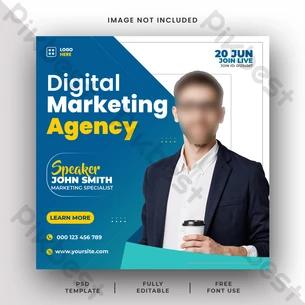 IMAGE NOT INCLUDED
LOGO
HERE
20 JUN
JOIN LIVE
Digital
Marketing
Agency
Speaker
JOHN SMITH
MARKETING SPECIALIST
LEARN MORE
000 123 456 789
www.yoursite.com
PSD
TEMPLATE
FULLY
EDITABLE
FREE
FONT USE